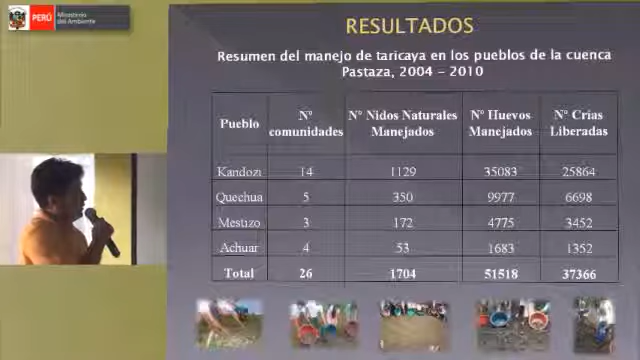 PERÚ
Ministerio
del Ambiente
RESULTADOS
Resumen del manejo de taricaya en los pueblos de la cuenca
Pastaza, 2004 - 2010
Pueblo N° comunidades N° Nidos Naturales Manejados N° Huevos Manejados N° Crías Liberadas
Kandozi 14 1129 35083 25864
Quechua 5 350 9977 6698
Mestizo 3 172 4775 3452
Achuar 4 53 1683 1352
Total 26 1704 51518 37366